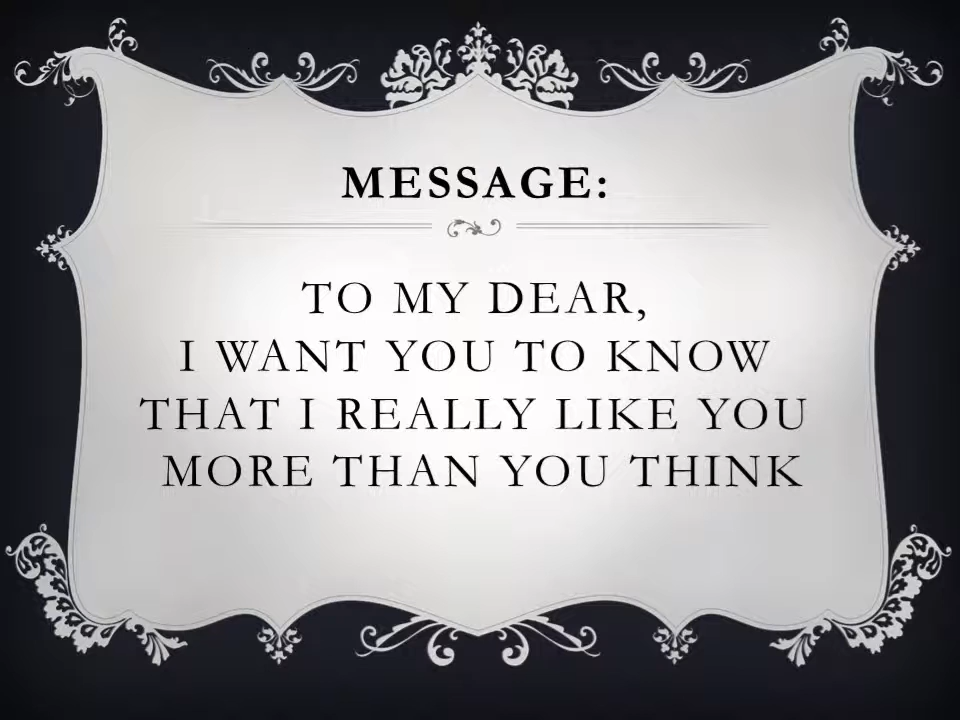 MESSAGE:
TO MY DEAR,
I WANT YOU TO KNOW
THAT I REALLY LIKE YOU
MORE THAN YOU THINK